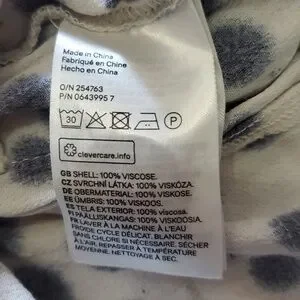 Made in China
Fabriqué en Chine
Hecho en China
O/N 254763
P/N 0643995 7
30
P
clevercare.info
GB SHELL: 100% VISCOSE.
CZ SVRCHNÍ LÁTKA: 100% VISKÓZA.
DE OBERMATERIAL: 100% VISKOSE.
EE ÜMBRIS: 100% VISKOOS.
ES TELA EXTERIOR: 100% viscosa.
FI PÄÄLLISKANGAS: 100% VISKOOSIA.
FR LAVER À LA MACHINE À L'EAU
FROIDE CYCLE DÉLICAT. BLANCHIR
SANS CHLORE SI NÉCESSAIRE. SÉCHER
À L'AIR. REPASSER À TEMPÉRATURE
MOYENNE. NETTOYAGE À SEC.